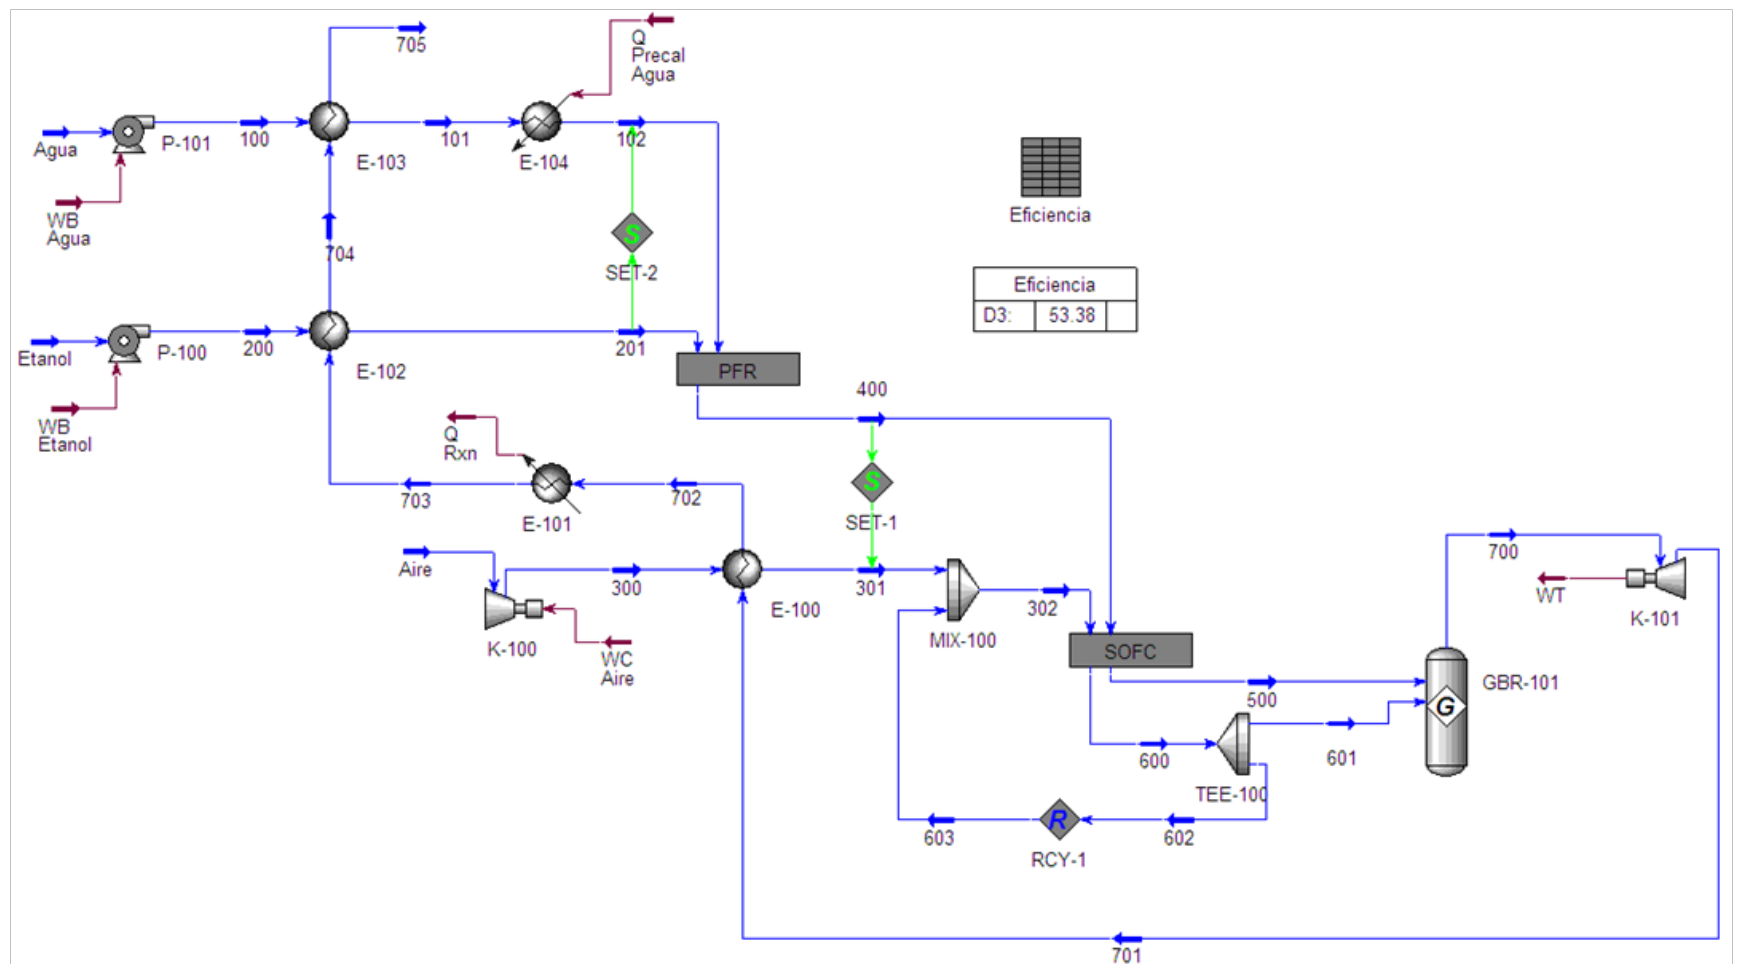 705
Q
Precal
Agua
Agua
P-101
100
E-103
101
E-104
102
WB
Agua
704
S
SET-2
Eficiencia
Eficiencia
D3:
53.38
Etanol
P-100
200
E-102
201
PFR
WB
Etanol
400
Q
Rxn
703
E-101
702
S
SET-1
Aire
300
E-100
301
K-100
WC
Aire
MIX-100
302
SOFC
700
WT
K-101
500
GBR-101
G
600
601
TEE-100
603
R
RCY-1
602
701